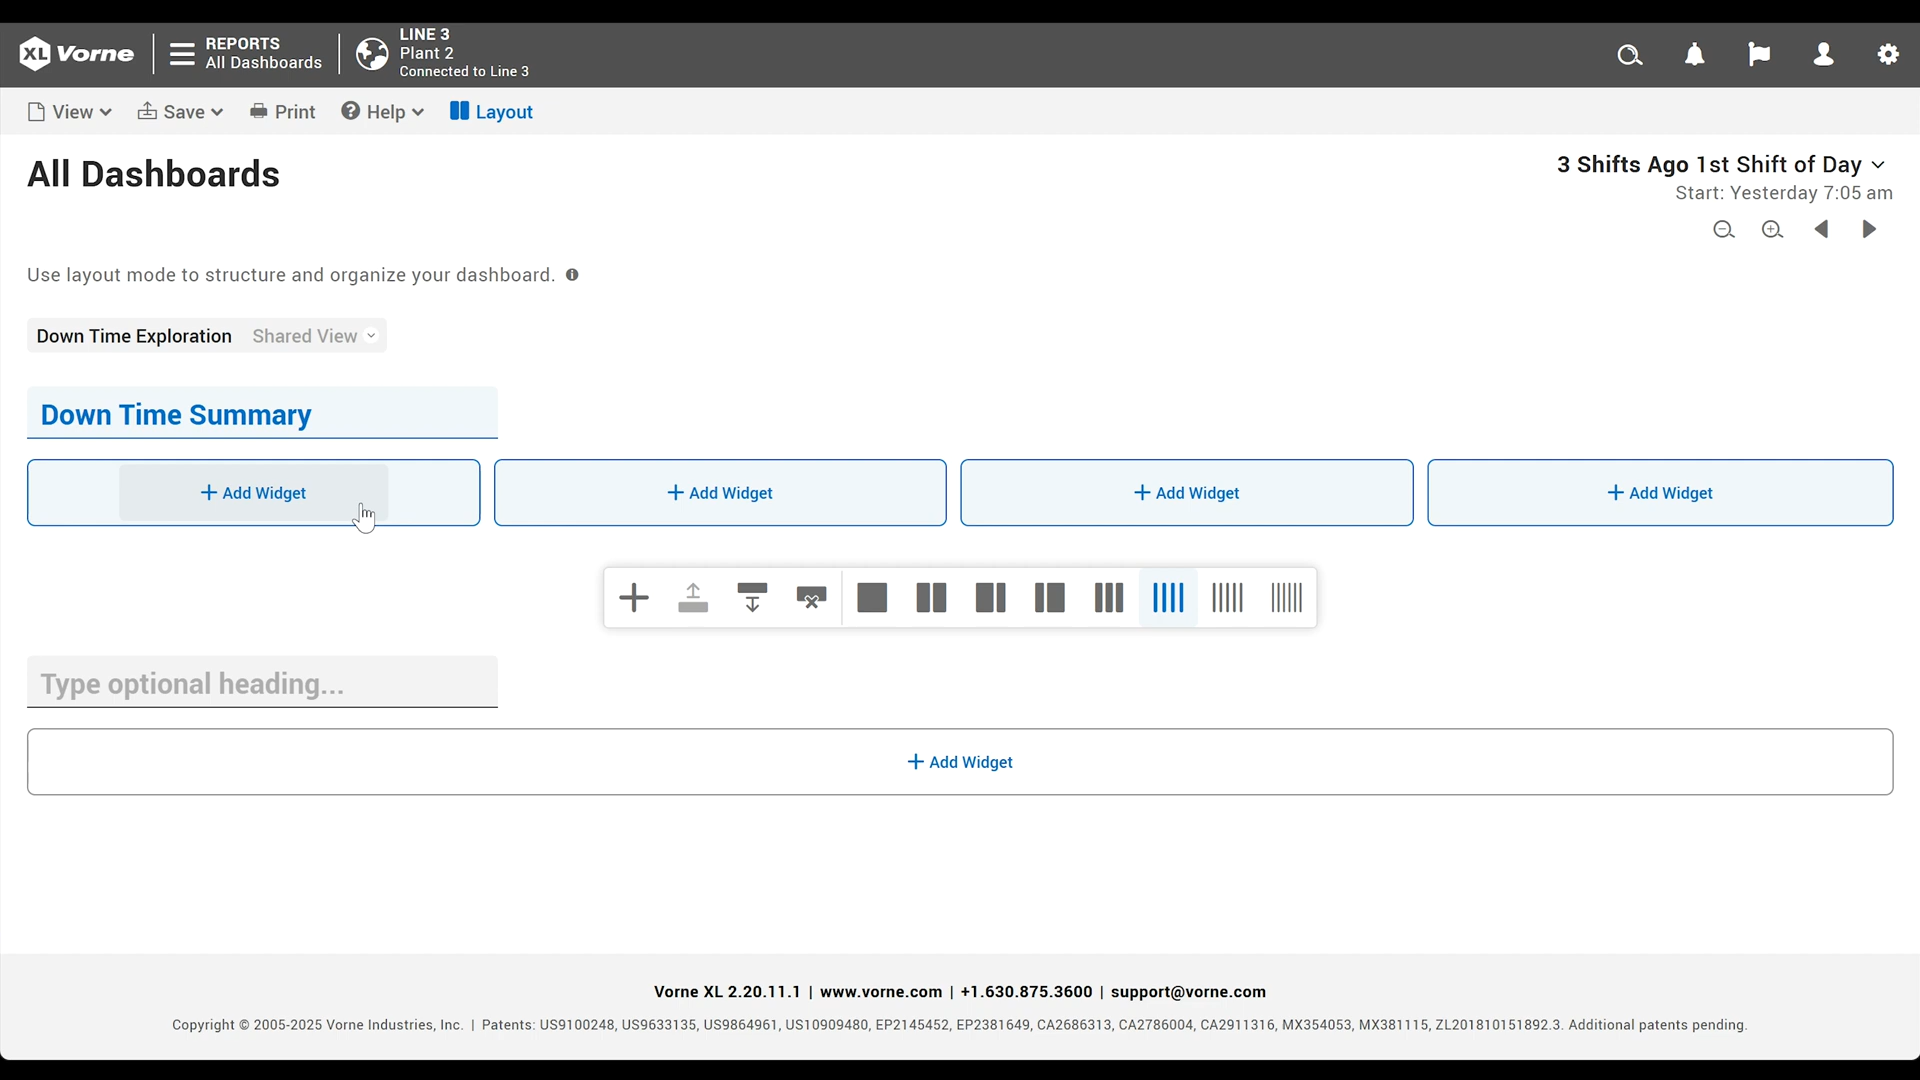 XL Vorne
REPORTS
All Dashboards
LINE 3
Plant 2
Connected to Line 3
View
Save
Print
Help
Layout
All Dashboards
3 Shifts Ago 1st Shift of Day
Start: Yesterday 7:05 am
Use layout mode to structure and organize your dashboard.
Down Time Exploration Shared View
Down Time Summary
+ Add Widget
+ Add Widget
+ Add Widget
+ Add Widget
Type optional heading...
+ Add Widget
Vorne XL 2.20.11.1 | www.vorne.com | +1.630.875.3600 | support@vorne.com
Copyright © 2005-2025 Vorne Industries, Inc. | Patents: US9100248, US9633135, US9864961, US10909480, EP2145452, EP2381649, CA2686313, CA2786004, CA2911316, MX354053, MX381115, ZL201810151892.3. Additional patents pending.